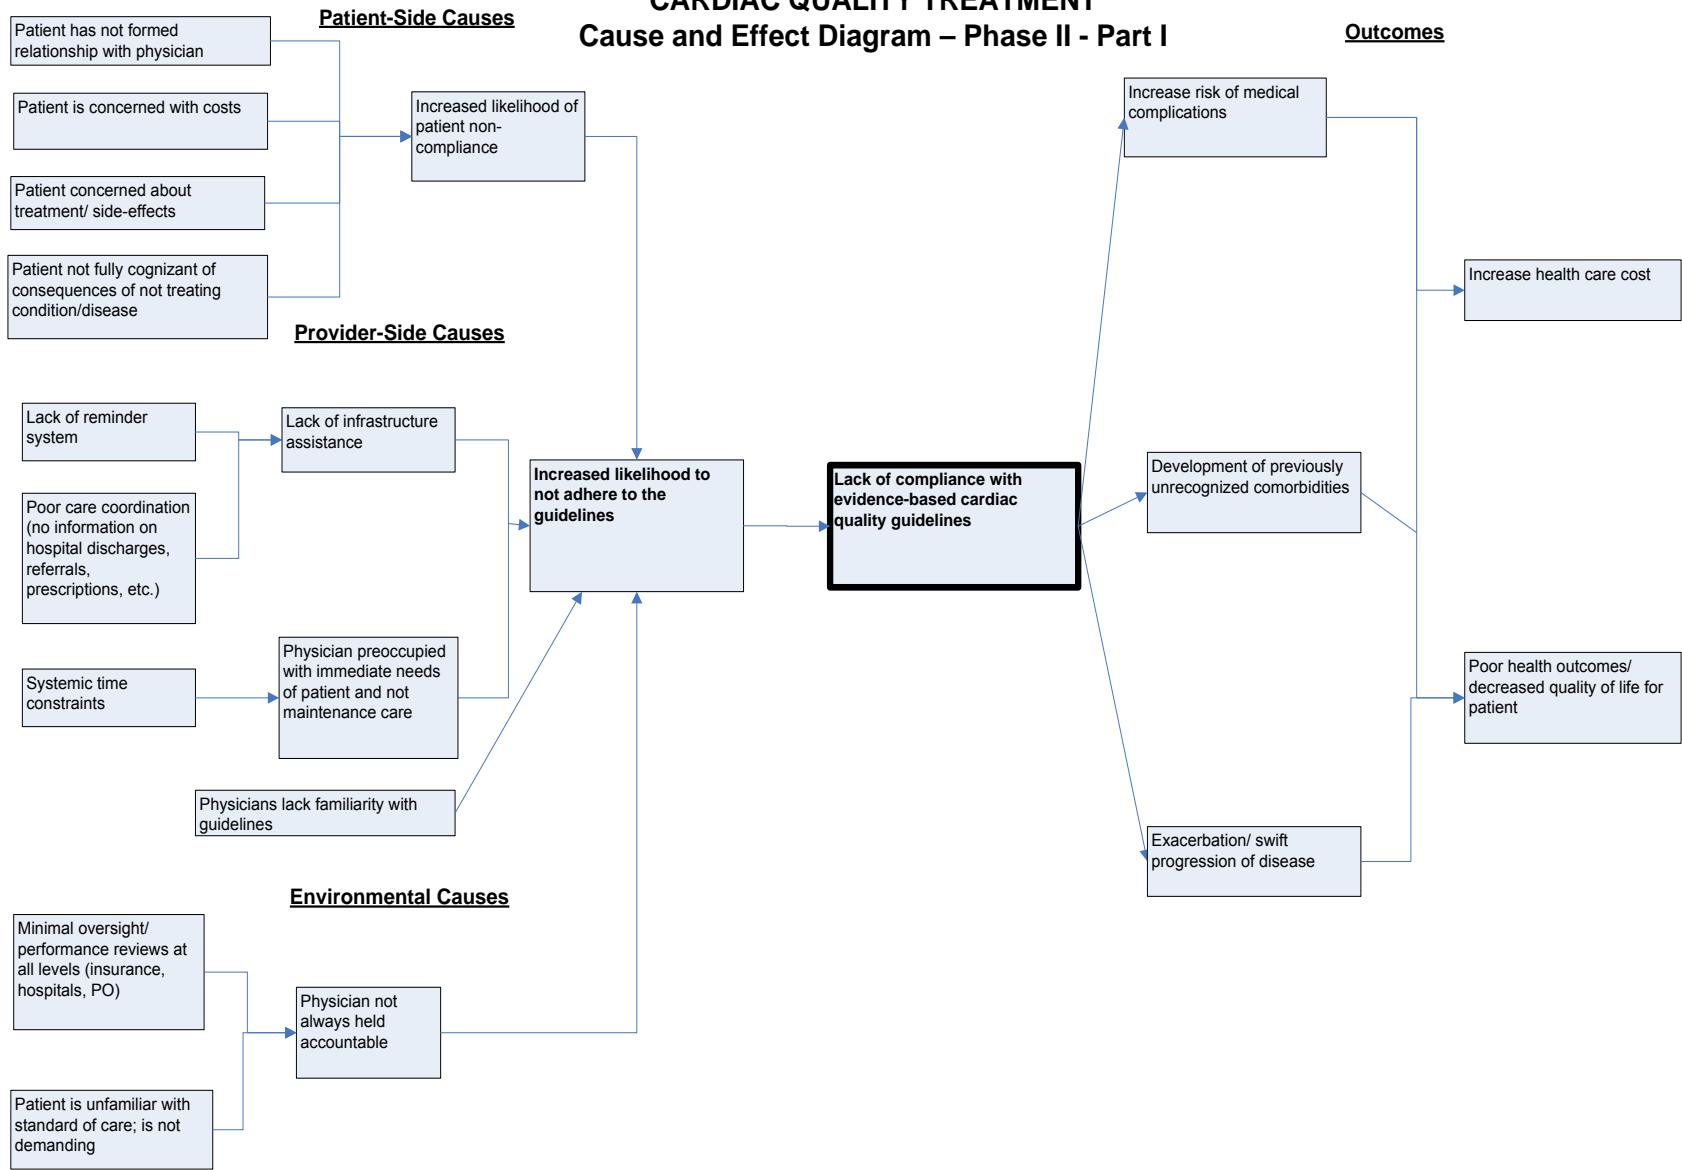 CARDIAC QUALITY TREATMENT
Cause and Effect Diagram – Phase II - Part I
Patient-Side Causes
Patient has not formed
relationship with physician
Patient is concerned with costs
Patient concerned about
treatment/ side-effects
Patient not fully cognizant of
consequences of not treating
condition/disease
Increased likelihood of
patient non-
compliance
Provider-Side Causes
Lack of reminder
system
Poor care coordination
(no information on
hospital discharges,
referrals,
prescriptions, etc.)
Systemic time
constraints
Lack of infrastructure
assistance
Physician preoccupied
with immediate needs
of patient and not
maintenance care
Physicians lack familiarity with
guidelines
Environmental Causes
Minimal oversight/
performance reviews at
all levels (insurance,
hospitals, PO)
Patient is unfamiliar with
standard of care; is not
demanding
Physician not
always held
accountable
Increased likelihood to
not adhere to the
guidelines
Lack of compliance with
evidence-based cardiac
quality guidelines
Outcomes
Increase risk of medical
complications
Development of previously
unrecognized comorbidities
Exacerbation/ swift
progression of disease
Increase health care cost
Poor health outcomes/
decreased quality of life for
patient